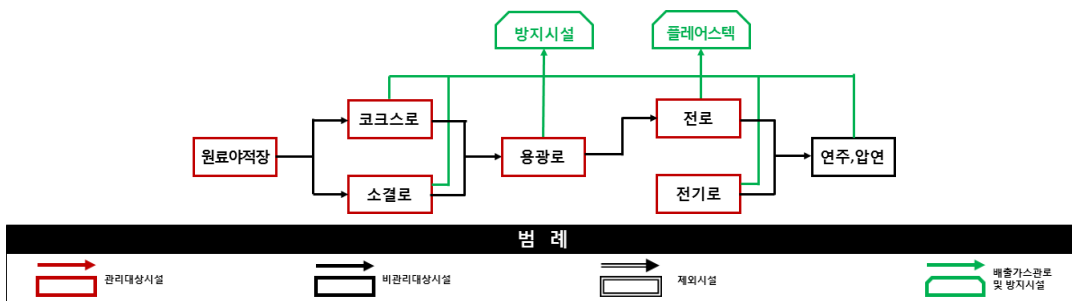 방지시설
플레어스텍
코크스로
전로
원료야적장
용광로
연주,압연
소결로
전기로
범 례
관리대상시설
비관리대상시설
제외시설
배출가스관로
및 방지시설